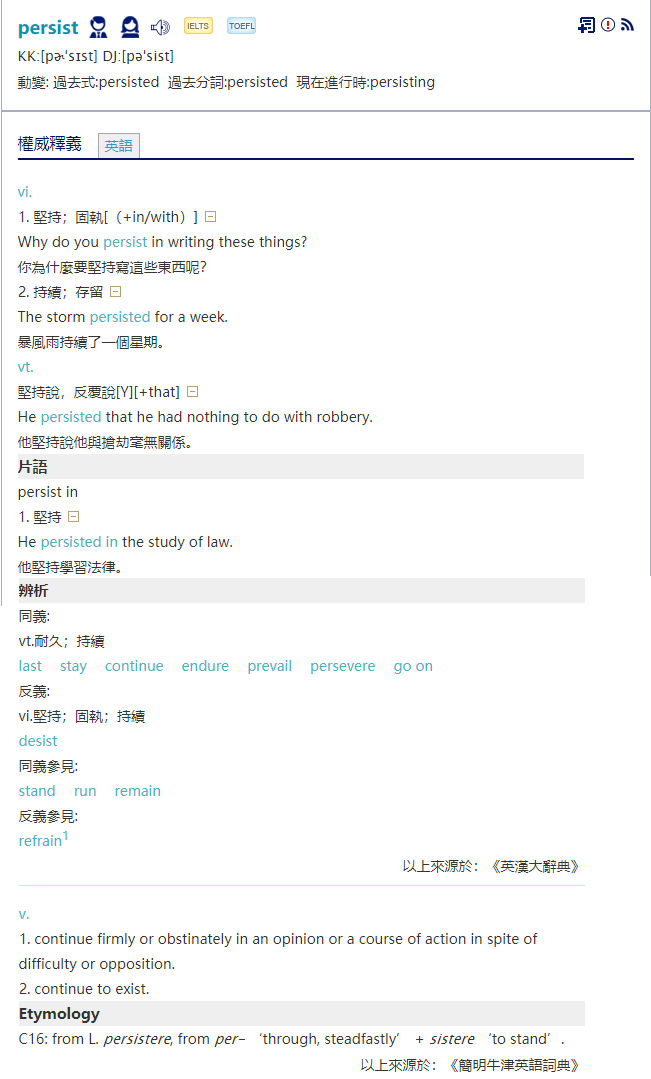 persist IELTS TOEFL
KK:[pɚˋsɪst] DJ:[pəˈsist]
動變: 過去式:persisted 過去分詞:persisted 現在進行時:persisting
權威釋義 英語
vi.
1. 堅持；固執[（+in/with）]
Why do you persist in writing these things?
你為什麼要堅持寫這些東西呢?
2. 持續；存留
The storm persisted for a week.
暴風雨持續了一個星期。
vt.
堅持說，反覆說[Y][+that]
He persisted that he had nothing to do with robbery.
他堅持說他與搶劫毫無關係。
片語
persist in
1. 堅持
He persisted in the study of law.
他堅持學習法律。
辨析
同義:
vt.耐久；持續
last stay continue endure prevail persevere go on
反義:
vi.堅持；固執；持續
desist
同義參見:
stand run remain
反義參見:
refrain1
以上來源於：《英漢大辭典》
v.
1. continue firmly or obstinately in an opinion or a course of action in spite of
difficulty or opposition.
2. continue to exist.
Etymology
C16: from L. persistere, from per– ‘through, steadfastly’ + sistere ‘to stand’.
以上來源於：《簡明牛津英語詞典》